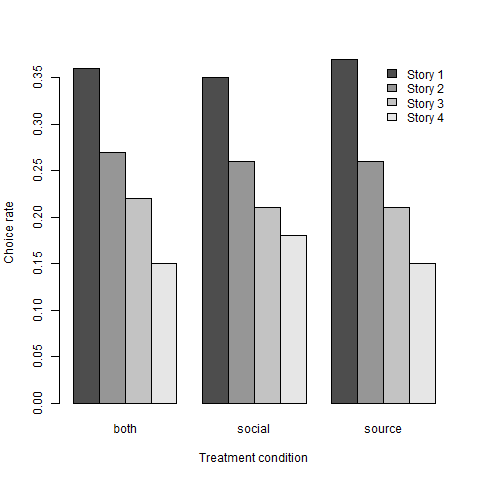 Choice rate
0.35
0.30
0.25
0.20
0.15
0.10
0.05
0.00
Story 1
Story 2
Story 3
Story 4
both social source
Treatment condition